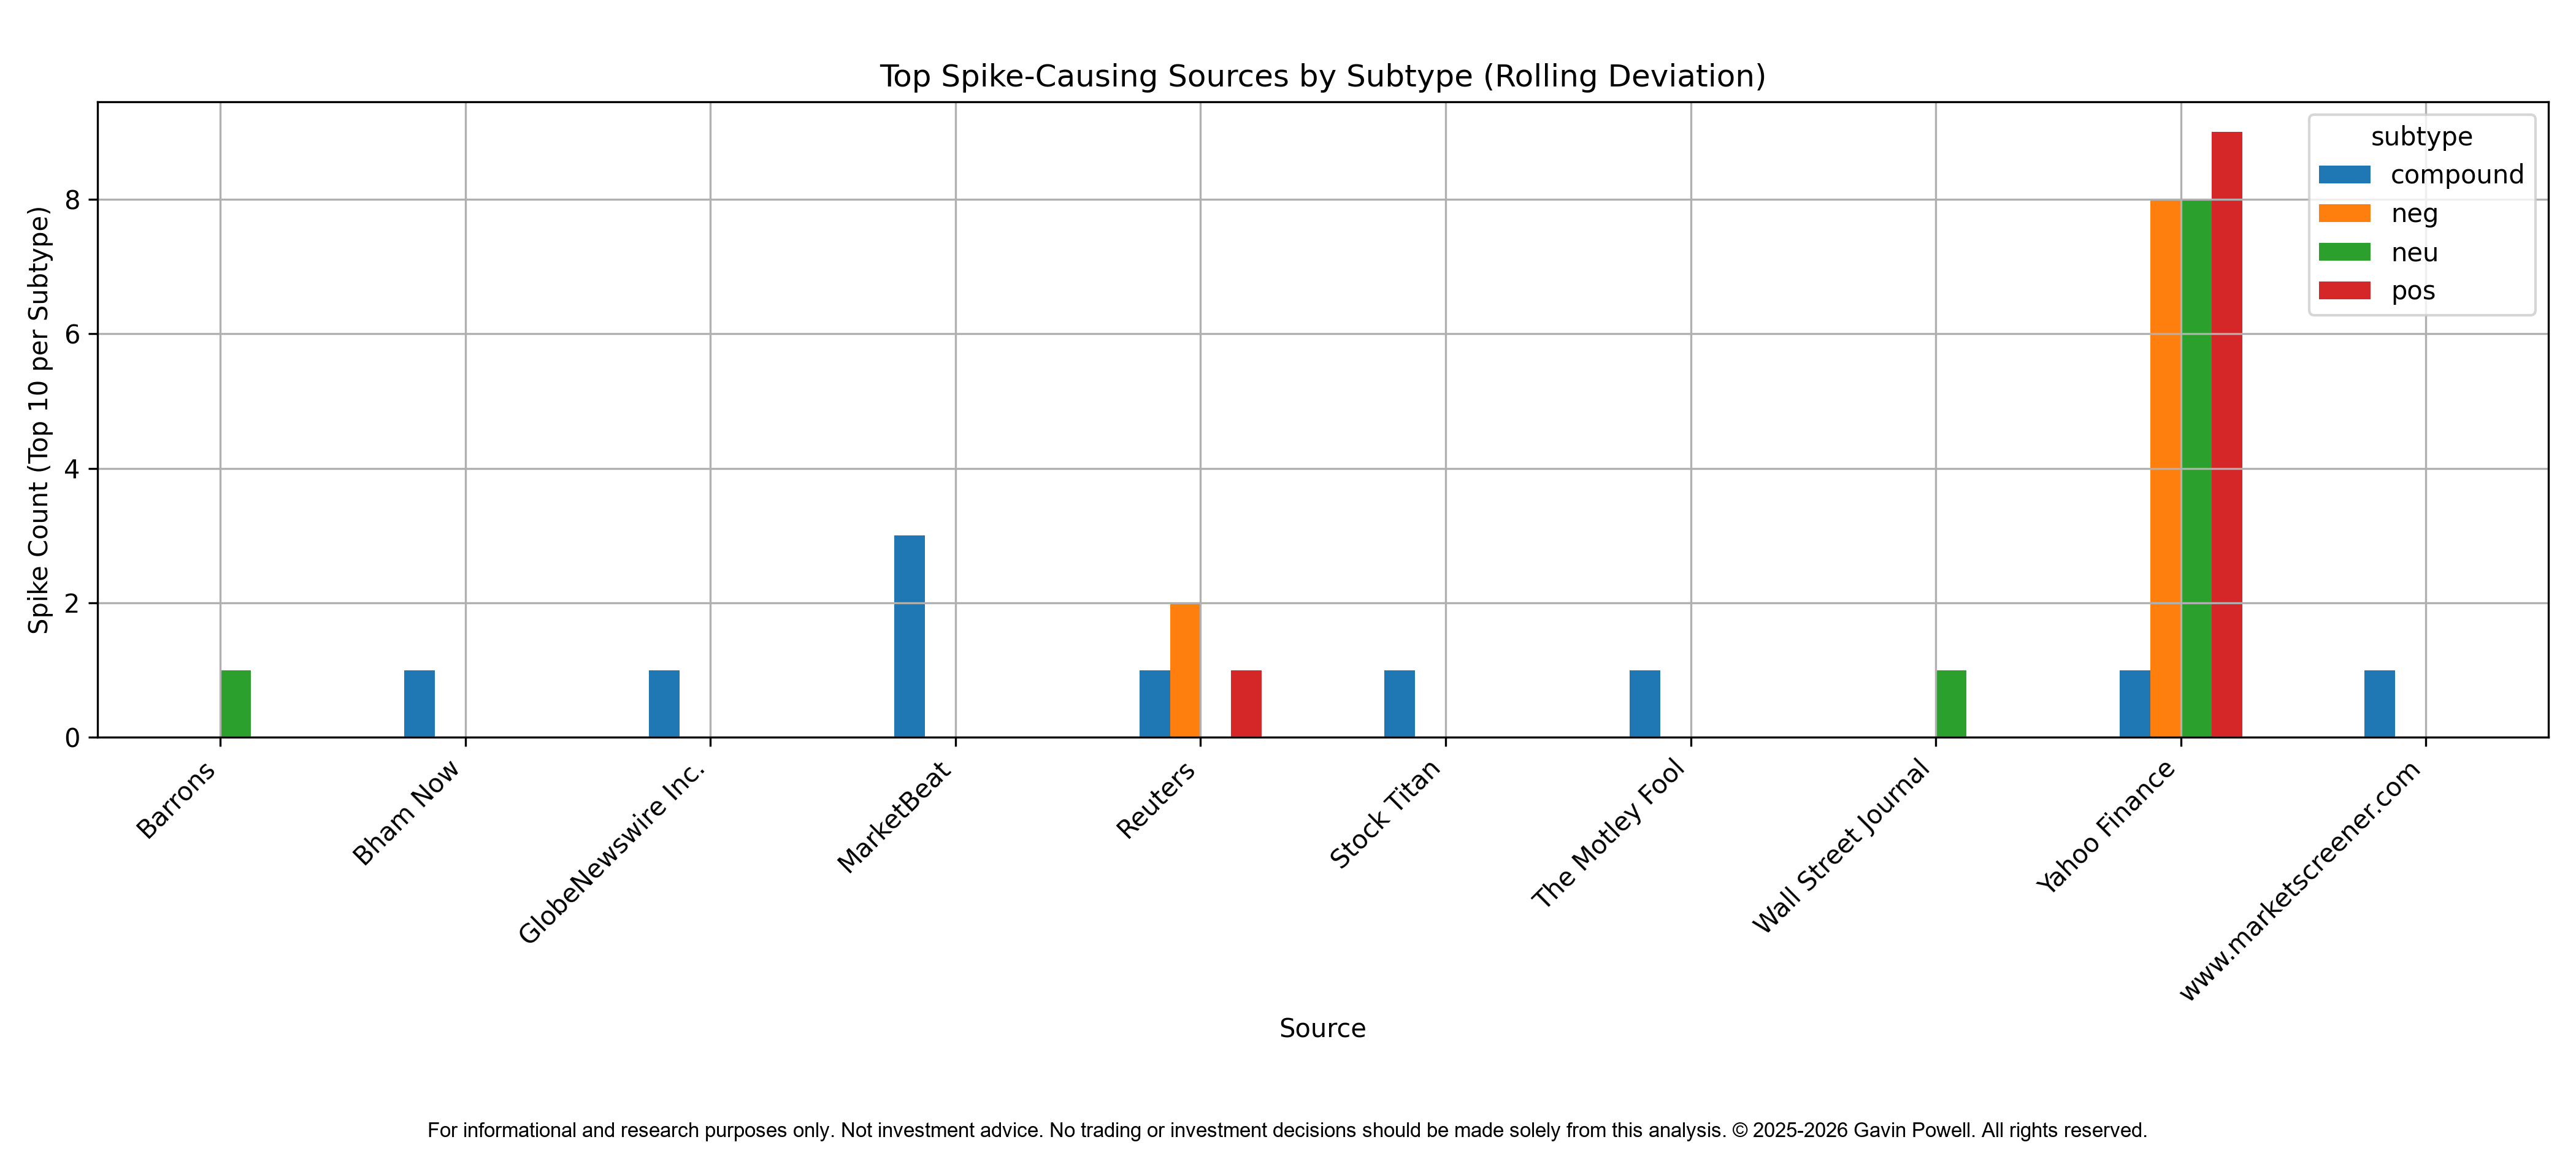 Top Spike-Causing Sources by Subtype (Rolling Deviation)
Spike Count (Top 10 per Subtype)
8
6
4
2
0
subtype
compound
neg
neu
pos
Barrons
Bham Now
GlobeNewswire Inc.
MarketBeat
Reuters
Stock Titan
The Motley Fool
Wall Street Journal
Yahoo Finance
www.marketscreener.com
Source
For informational and research purposes only. Not investment advice. No trading or investment decisions should be made solely from this analysis. © 2025-2026 Gavin Powell. All rights reserved.